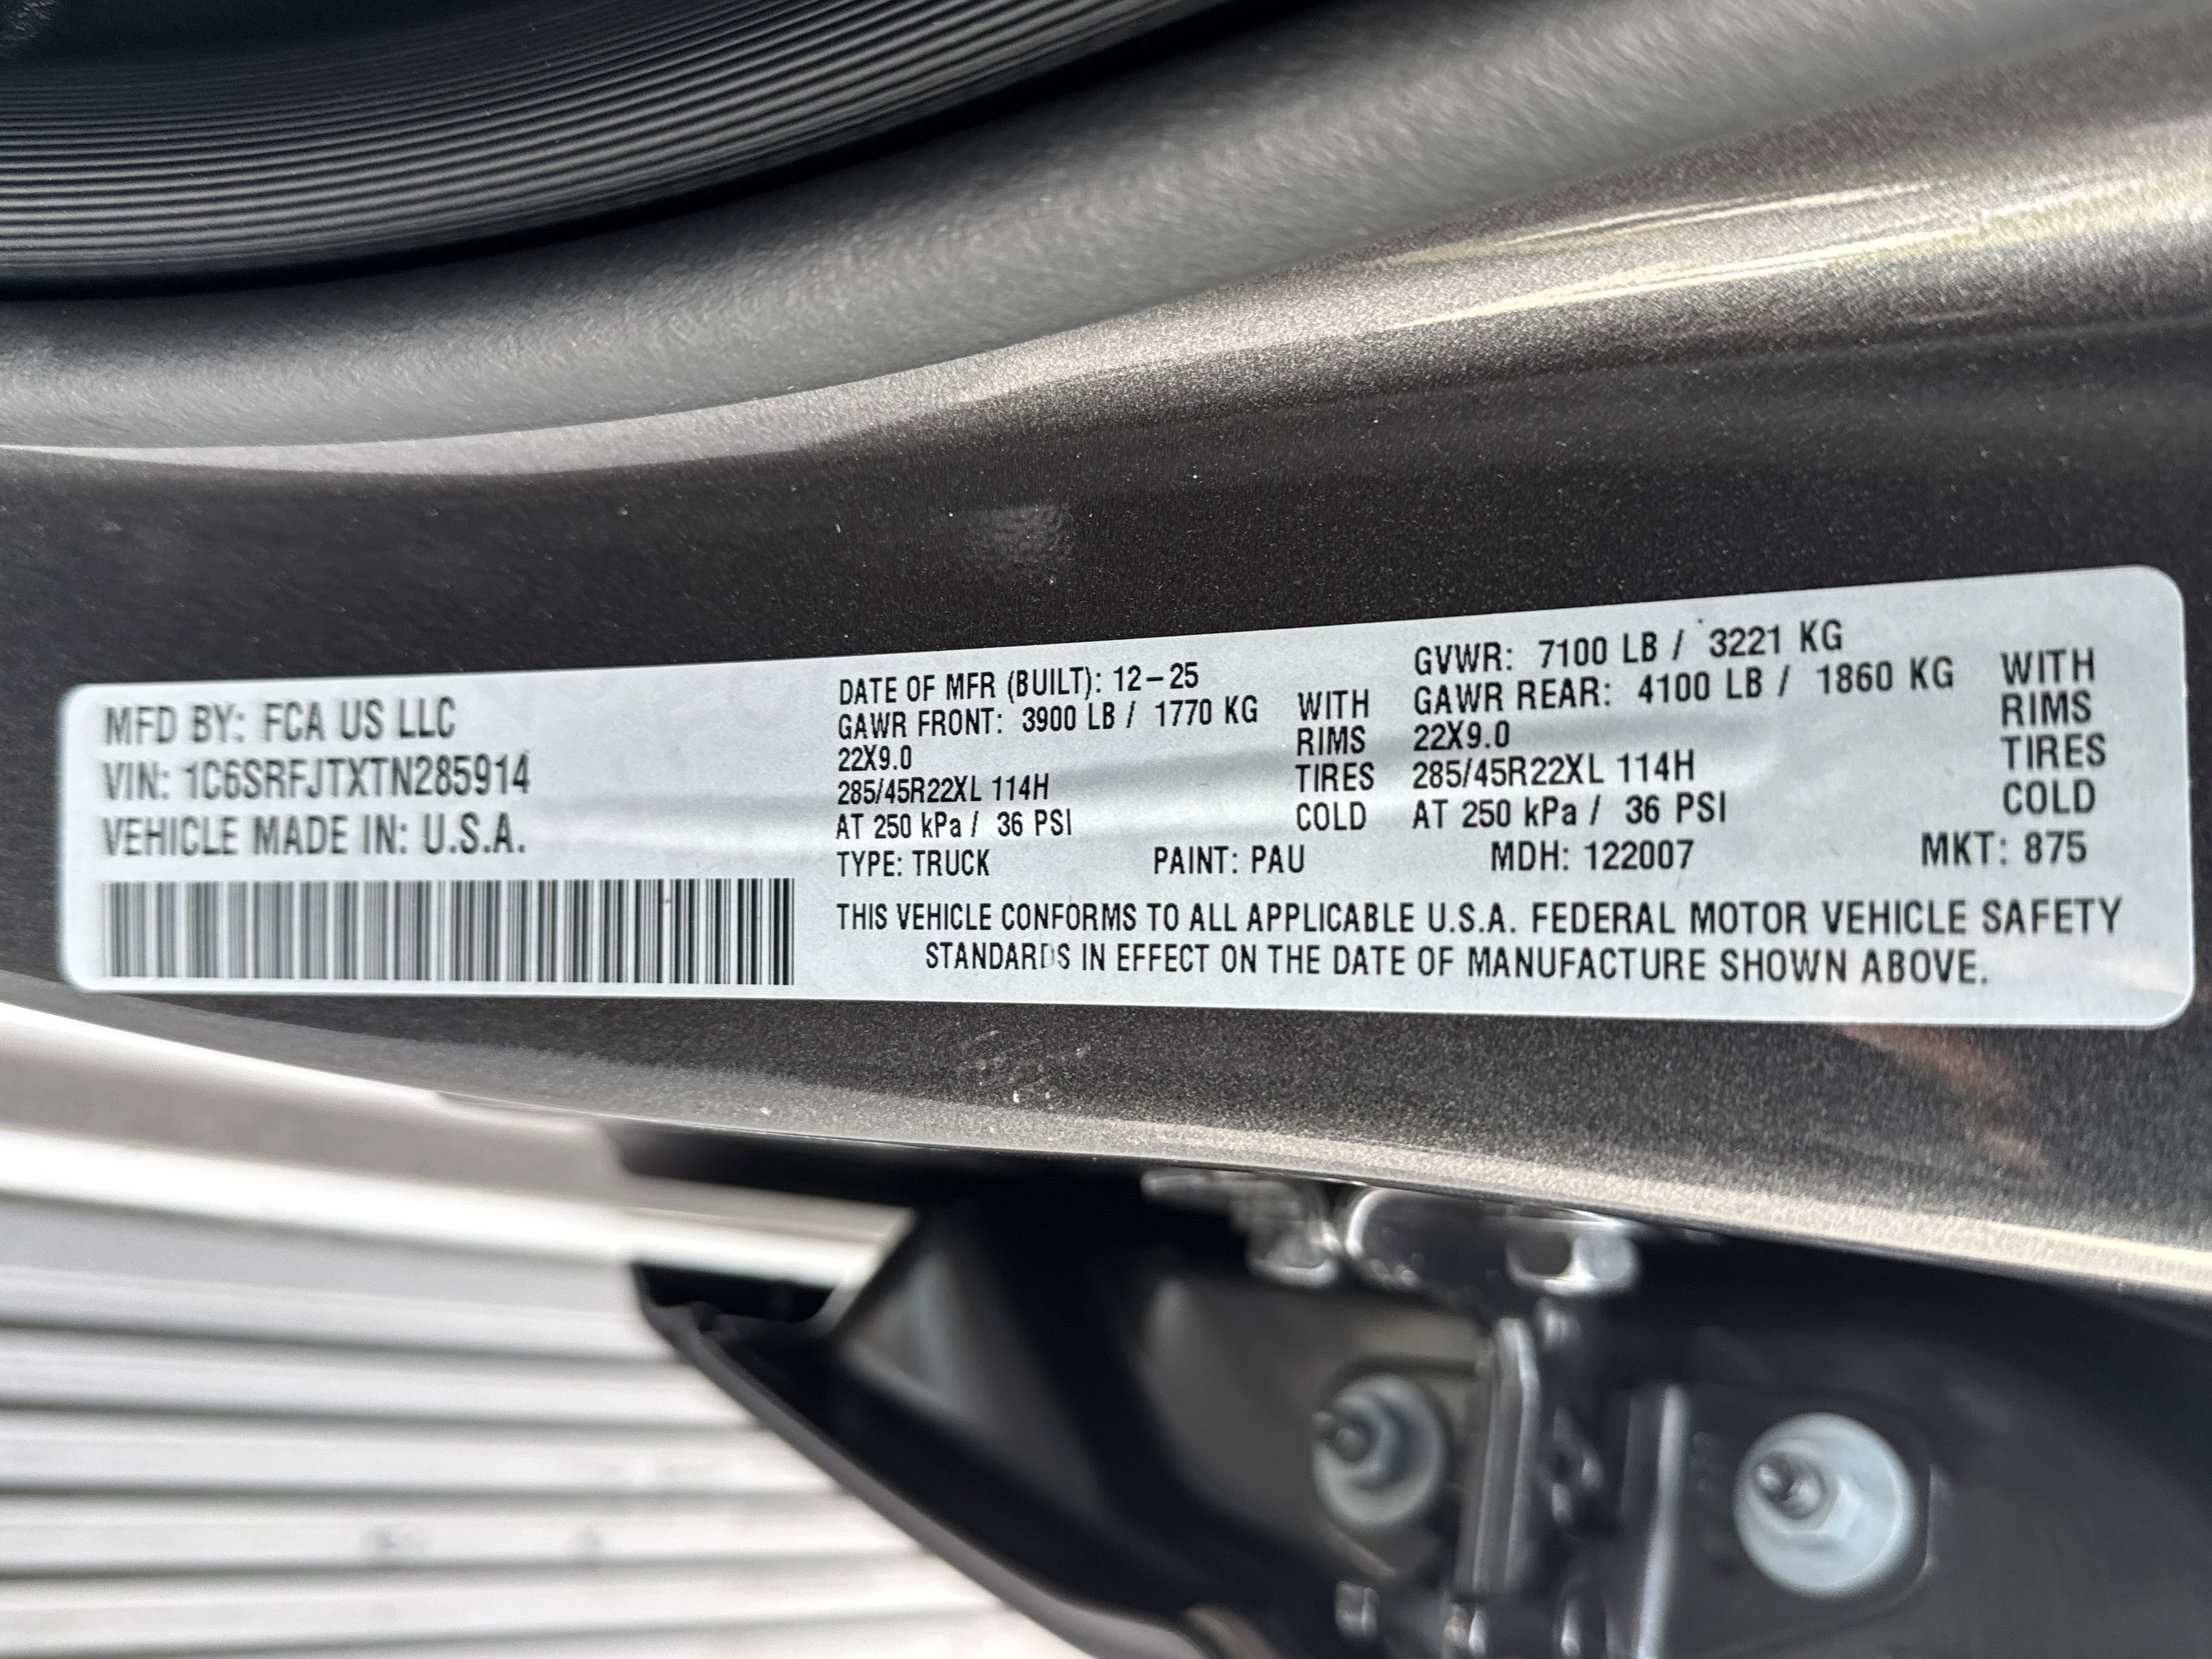 MFD BY: FCA US LLC
VIN: 1C6SRFJTXTN285914
VEHICLE MADE IN: U.S.A.
DATE OF MFR (BUILT): 12-25
GAWR FRONT: 3900 LB / 1770 KG WITH
22X9.0 RIMS
285/45R22XL 114H TIRES
AT 250 kPa / 36 PSI COLD
GVWR: 7100 LB / 3221 KG
GAWR REAR: 4100 LB / 1860 KG WITH
22X9.0 RIMS
285/45R22XL 114H TIRES
AT 250 kPa / 36 PSI COLD
TYPE: TRUCK PAINT: PAU MDH: 122007 MKT: 875
THIS VEHICLE CONFORMS TO ALL APPLICABLE U.S.A. FEDERAL MOTOR VEHICLE SAFETY
STANDARDS IN EFFECT ON THE DATE OF MANUFACTURE SHOWN ABOVE.